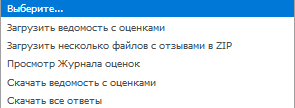 Выберите...
Загрузить ведомость с оценками
Загрузить несколько файлов с отзывами в ZIP
Просмотр Журнала оценок
Скачать ведомость с оценками
Скачать все ответы